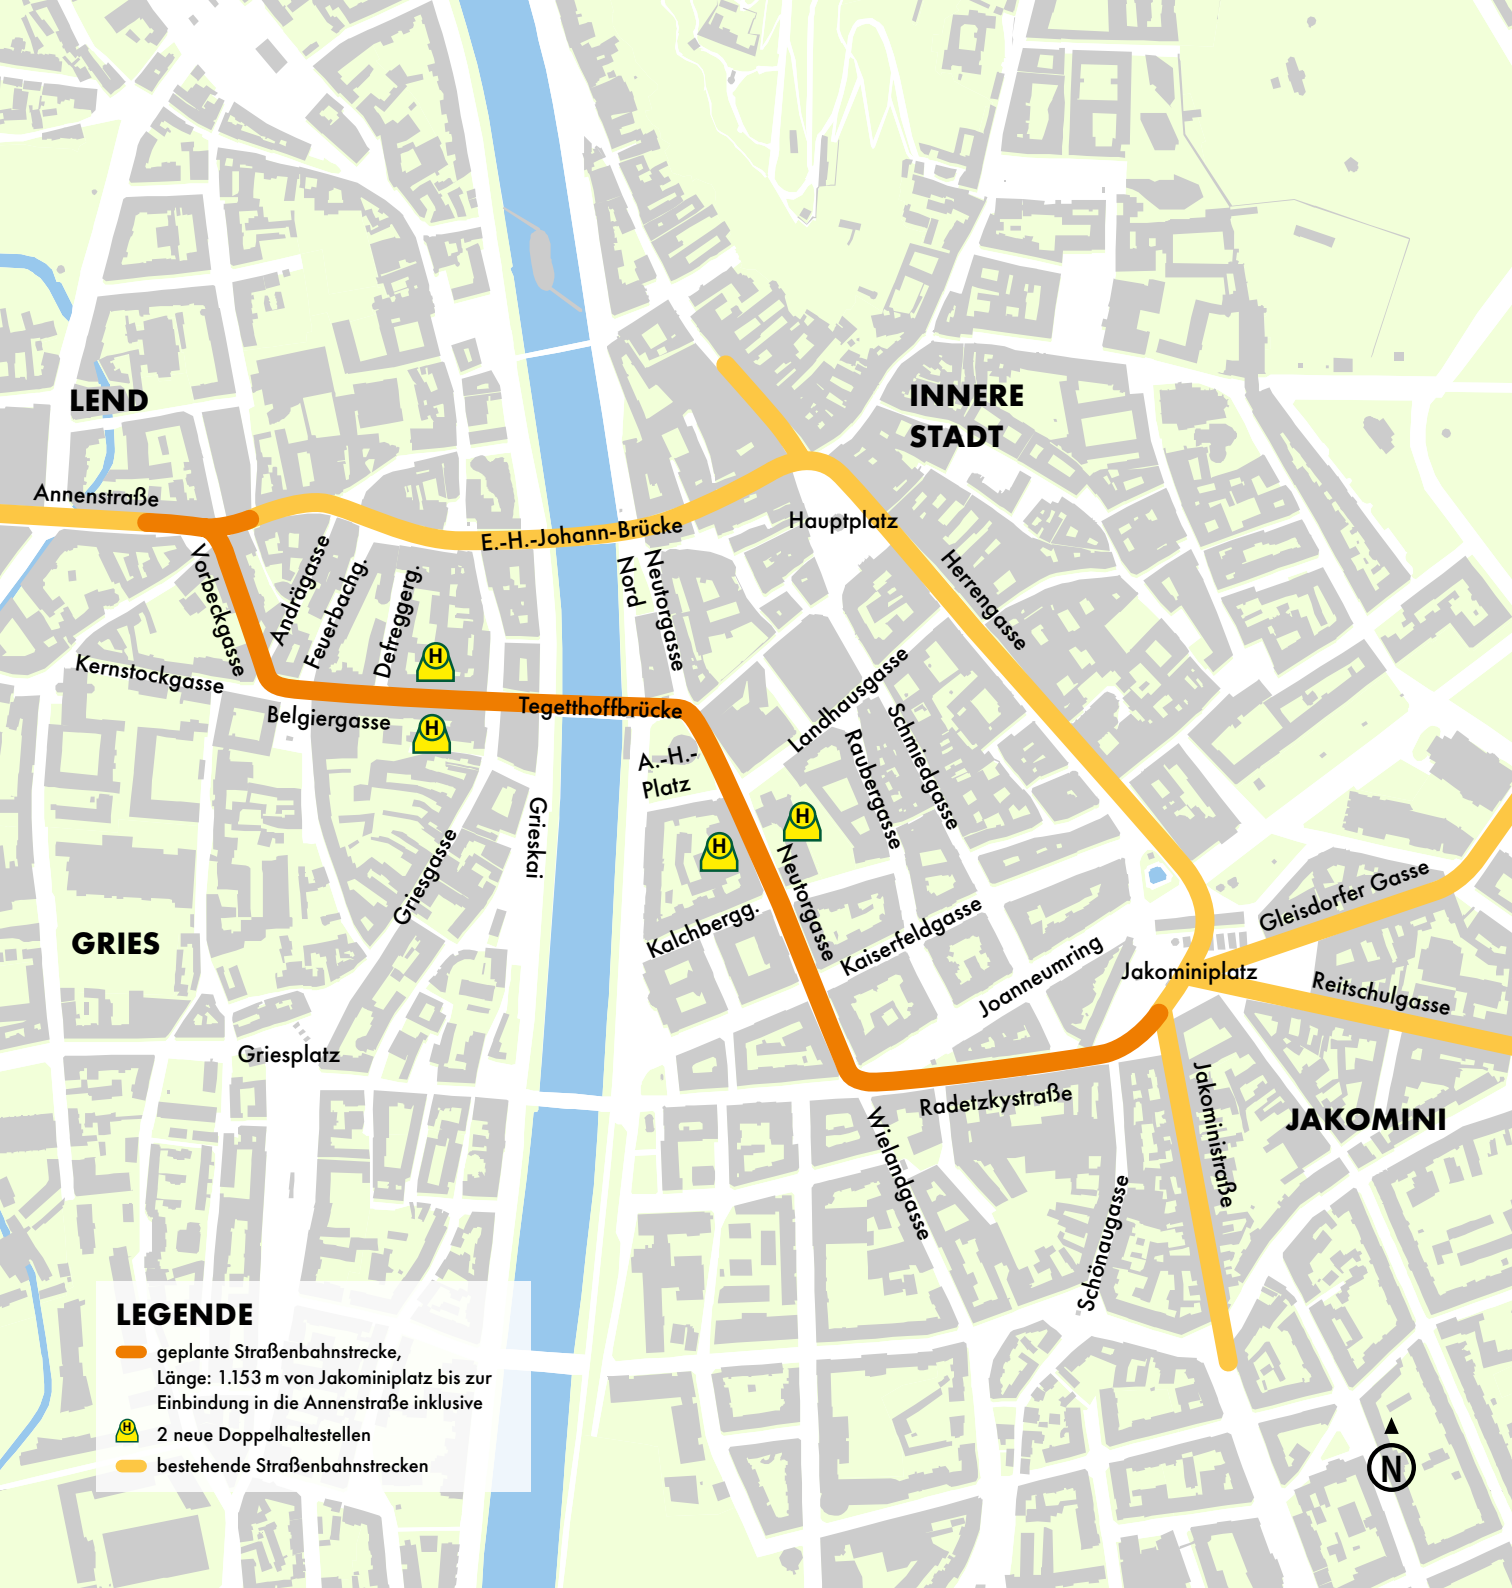 LEND
INNERE
STADT
Annenstraße
E.-H.-Johann-Brücke
Hauptplatz
Herrengasse
Nord
Neutorgasse
Vorbeckgasse
Andrägasse
Feuerbachg.
Defreggerg.
H
Kernstockgasse
Belgiergasse
H
Tegetthoffbrücke
A.-H.-
Platz
Landhausgasse
Schmiedgasse
Raubergasse
H
H
Neutorgasse
Grieskai
Griesgasse
Kalchbergg.
Kaiserfeldgasse
Gleisdorfer Gasse
GRIES
Joanneumring
Jakominiplatz
Reitschulgasse
Griesplatz
Radetzkystraße
Jakoministraße
JAKOMINI
Wielandgasse
Schönaugasse
LEGENDE
geplante Straßenbahnstrecke,
Länge: 1.153 m von Jakominiplatz bis zur
Einbindung in die Annenstraße inklusive
H
2 neue Doppelhaltestellen
bestehende Straßenbahnstrecken
N